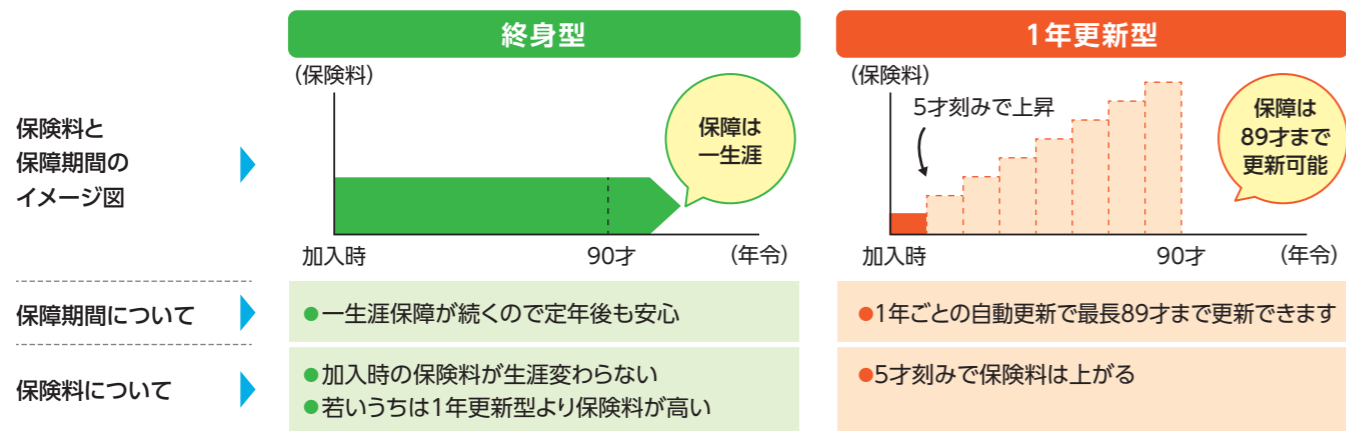 終身型
1年更新型
保険料と
保障期間の
イメージ図
(保険料)
保障は
一生涯
加入時
90才
(年令)
(保険料)
5才刻みで上昇
保障は
89才まで
更新可能
加入時
90才
(年令)
保障期間について
●一生涯保障が続くので定年後も安心
●1年ごとの自動更新で最長89才まで更新できます
保険料について
●加入時の保険料が生涯変わらない
●若いうちは1年更新型より保険料が高い
●5才刻みで保険料は上がる